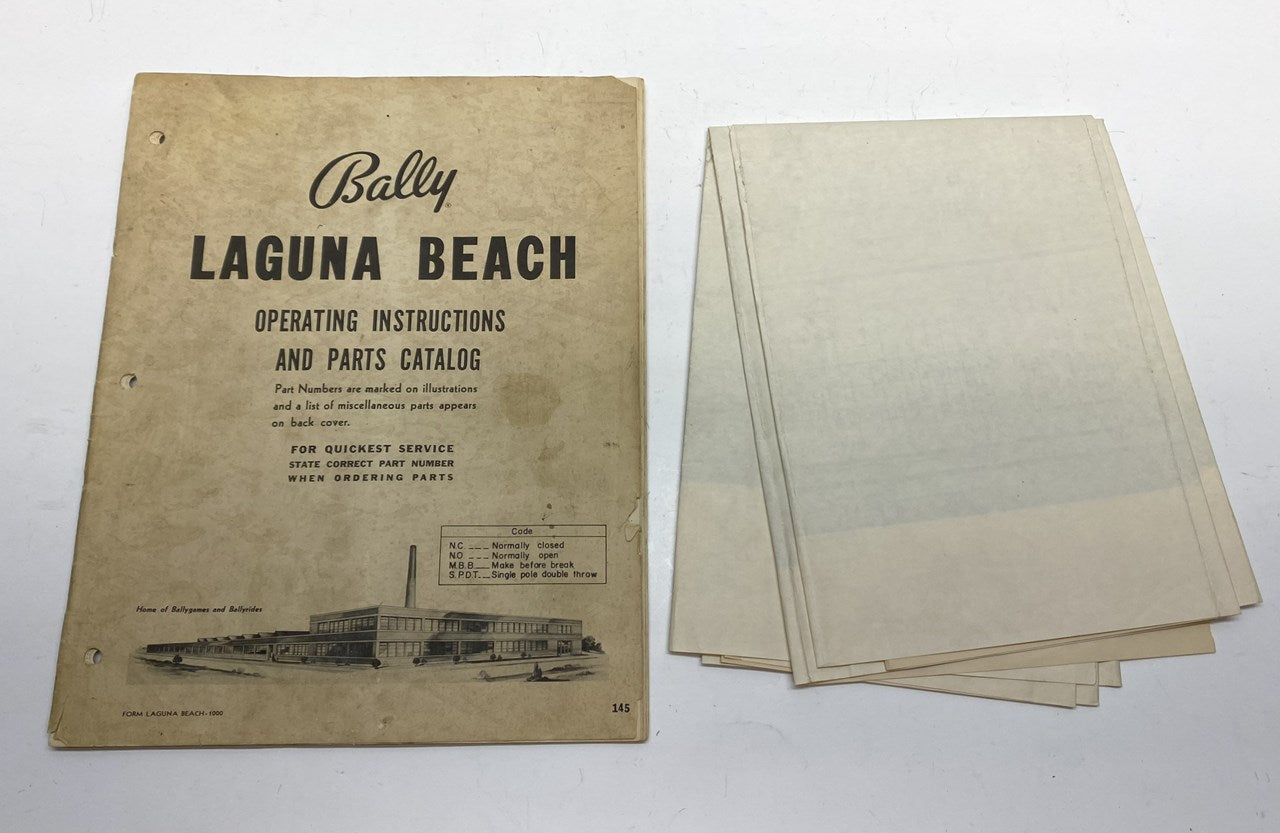 Bally®
LAGUNA BEACH
OPERATING INSTRUCTIONS
AND PARTS CATALOG
Part Numbers are marked on illustrations
and a list of miscellaneous parts appears
on back cover.
FOR QUICKEST SERVICE
STATE CORRECT PART NUMBER
WHEN ORDERING PARTS
Code
N.C. ___ Normally closed
N.O ___ Normally open
M.B.B.___ Make before break
S.P.D.T.__ Single pole double throw
Home of Ballygames and Ballyrides
FORM LAGUNA BEACH-1000
145